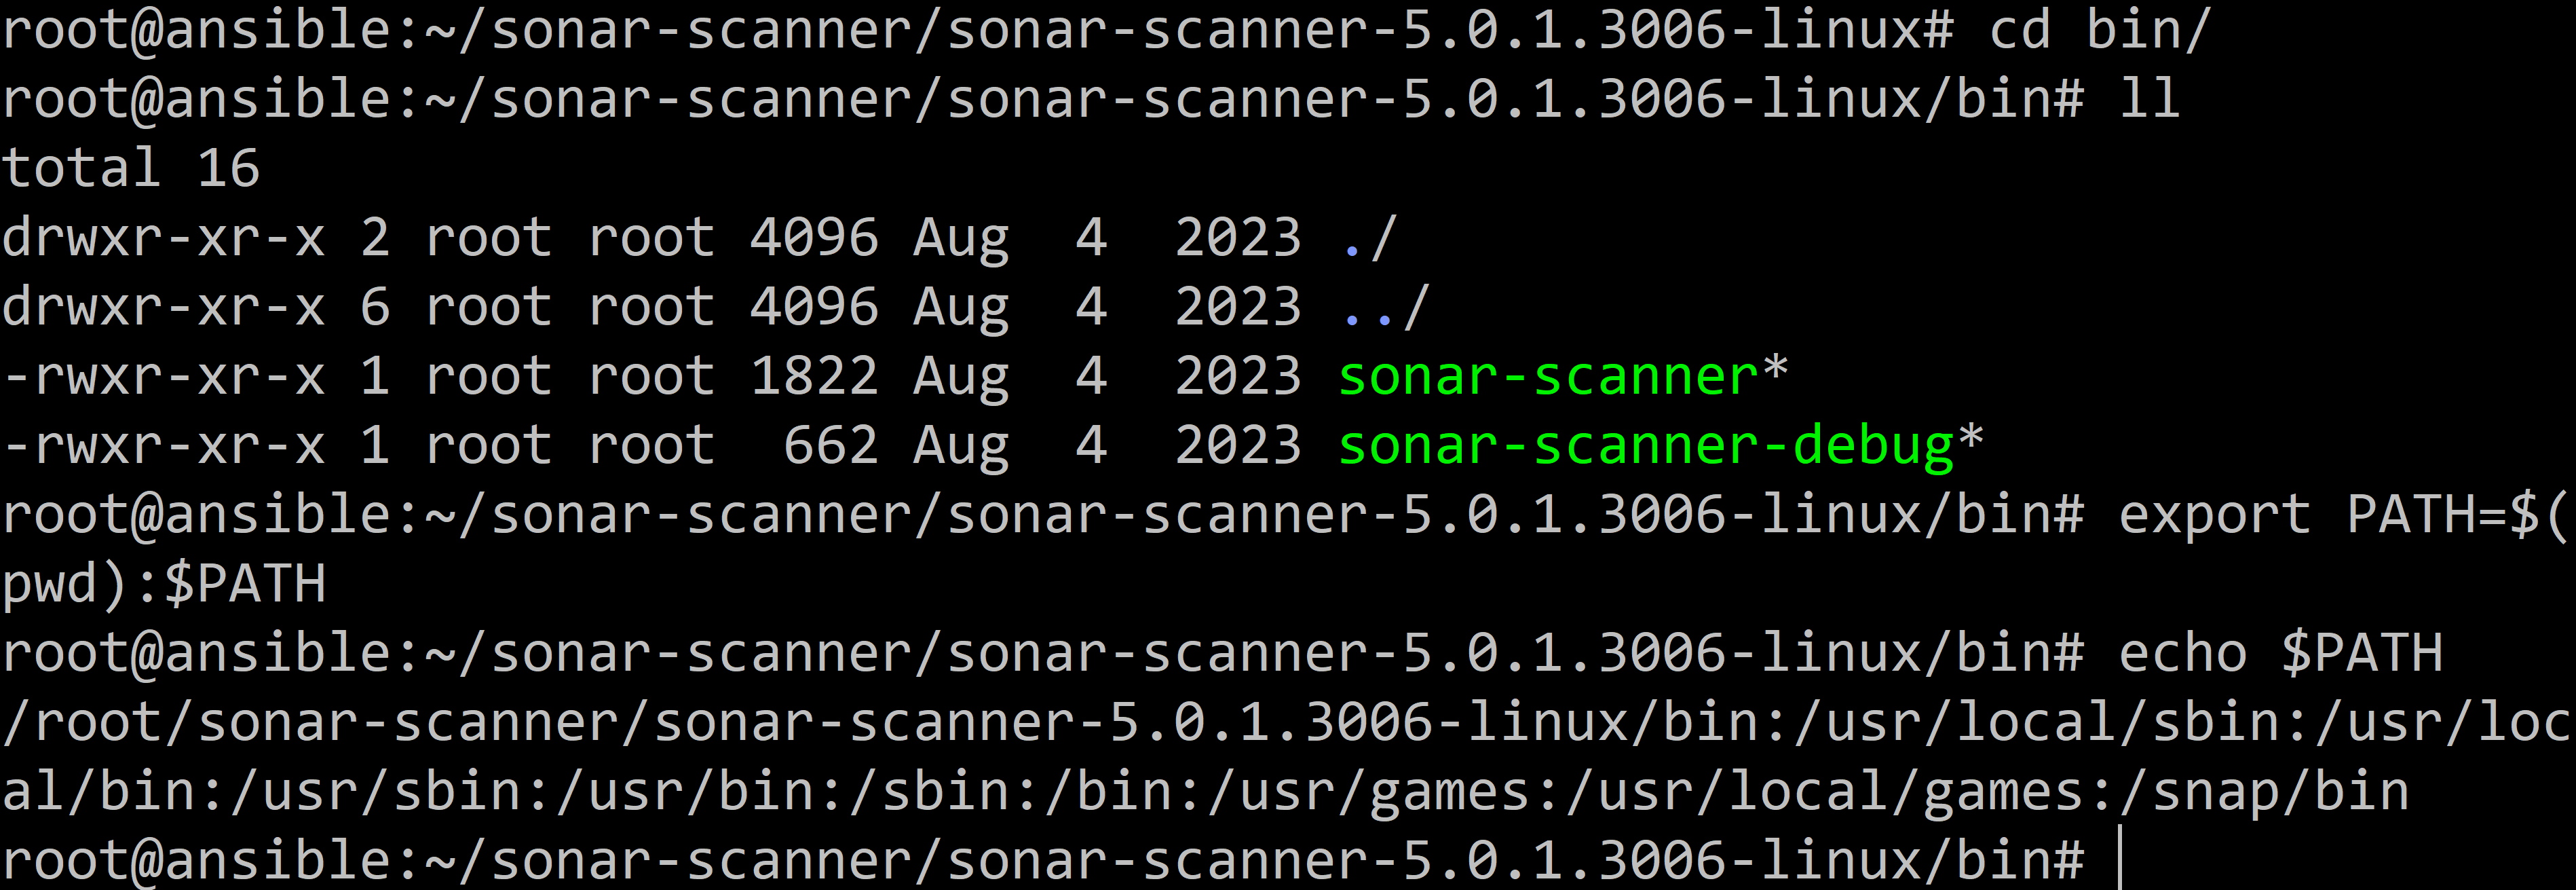 root@ansible:~/sonar-scanner/sonar-scanner-5.0.1.3006-linux# cd bin/
root@ansible:~/sonar-scanner/sonar-scanner-5.0.1.3006-linux/bin# ll
total 16
drwxr-xr-x 2 root root 4096 Aug  4  2023 ./
drwxr-xr-x 6 root root 4096 Aug  4  2023 ../
-rwxr-xr-x 1 root root 1822 Aug  4  2023 sonar-scanner*
-rwxr-xr-x 1 root root  662 Aug  4  2023 sonar-scanner-debug*
root@ansible:~/sonar-scanner/sonar-scanner-5.0.1.3006-linux/bin# export PATH=$(
pwd):$PATH
root@ansible:~/sonar-scanner/sonar-scanner-5.0.1.3006-linux/bin# echo $PATH
/root/sonar-scanner/sonar-scanner-5.0.1.3006-linux/bin:/usr/local/sbin:/usr/loc
al/bin:/usr/sbin:/usr/bin:/sbin:/bin:/usr/games:/usr/local/games:/snap/bin
root@ansible:~/sonar-scanner/sonar-scanner-5.0.1.3006-linux/bin#